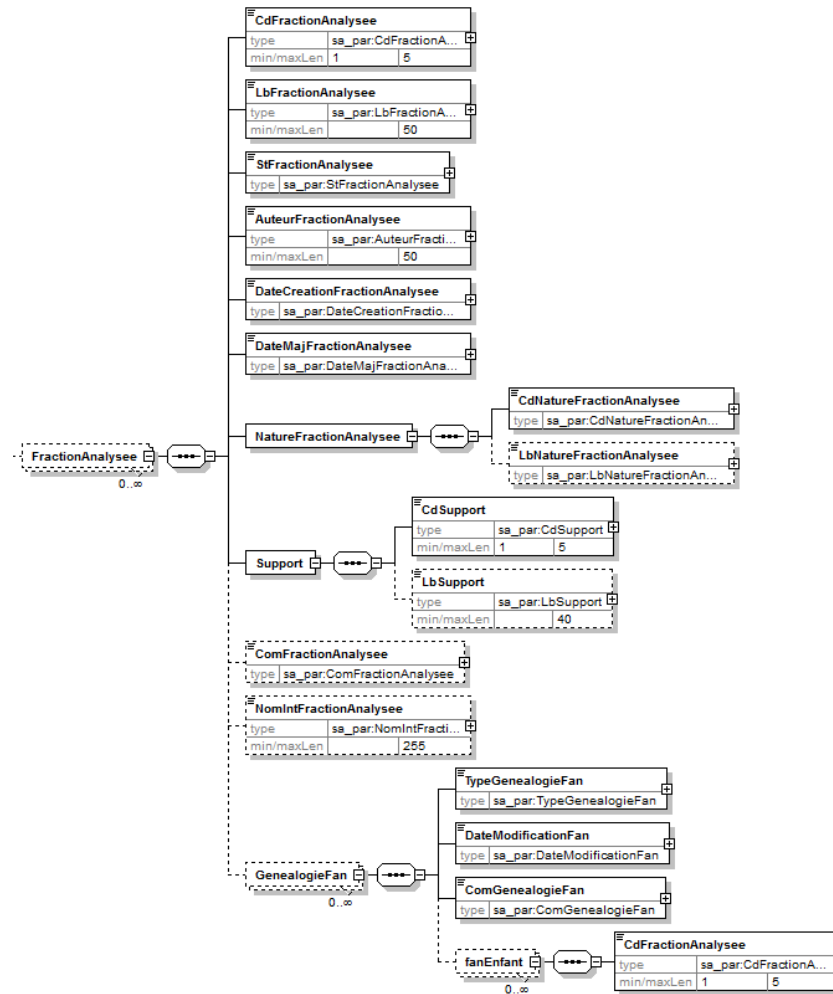 CdFractionAnalysee
type sa_par:CdFractionA...
min/maxLen 1 5
LbFractionAnalysee
type sa_par:LbFractionA...
min/maxLen 50
StFractionAnalysee
type sa_par:StFractionAnalysee
AuteurFractionAnalysee
type sa_par:AuteurFracti...
min/maxLen 50
DateCreationFractionAnalysee
type sa_par:DateCreationFractio...
DateMajFractionAnalysee
type sa_par:DateMajFractionAna...
FractionAnalysee
0..∞
NatureFractionAnalysee
CdNatureFractionAnalysee
type sa_par:CdNatureFractionAn...
LbNatureFractionAnalysee
type sa_par:LbNatureFractionAn...
Support
CdSupport
type sa_par:CdSupport
min/maxLen 1 5
LbSupport
type sa_par:LbSupport
min/maxLen 40
ComFractionAnalysee
type sa_par:ComFractionAnalysee
NomIntFractionAnalysee
type sa_par:NomIntFracti...
min/maxLen 255
GenealogieFan
0..∞
TypeGenealogieFan
type sa_par:TypeGenealogieFan
DateModificationFan
type sa_par:DateModificationFan
ComGenealogieFan
type sa_par:ComGenealogieFan
fanEnfant
0..∞
CdFractionAnalysee
type sa_par:CdFractionA...
min/maxLen 1 5